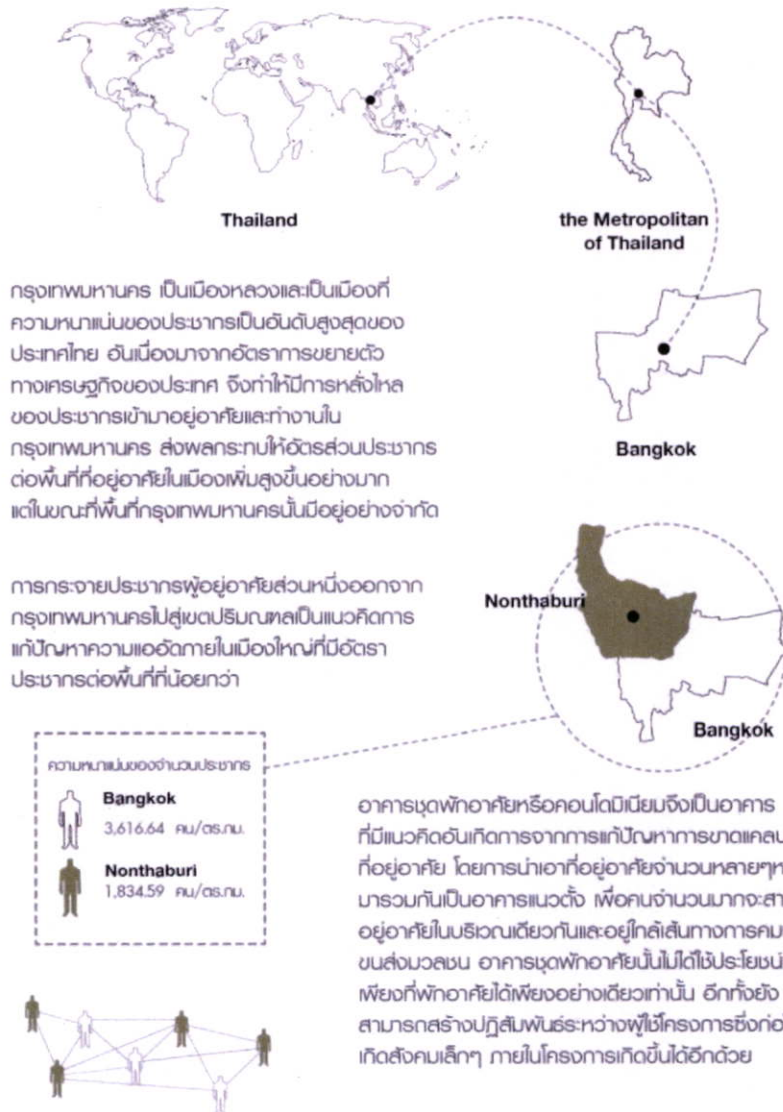 Thailand
the Metropolitan
of Thailand
กรุงเทพมหานคร เป็นเมืองหลวงและเป็นเมืองที่
ความหนาแน่นของประชากรเป็นอันดับสูงสุดของ
ประเทศไทย อันเนื่องมาจากอัตราการขยายตัว
ทางเศรษฐกิจของประเทศ จึงทำให้มีการหลั่งไหล
ของประชากรเข้ามาอยู่อาศัยและทำงานใน
กรุงเทพมหานคร ส่งผลกระทบให้อัตรส่วนประชากร
ต่อพื้นที่ที่อยู่อาศัยในเมืองเพิ่มสูงขึ้นอย่างมาก
แต่ในขณะที่พื้นที่กรุงเทพมหานครนั้นมีอยู่อย่างจำกัด
Bangkok
การกระจายประชากรผู้อยู่อาศัยส่วนหนึ่งออกจาก
กรุงเทพมหานครไปสู่เขตปริมณฑลเป็นแนวคิดการ
แก้ปัญหาความแออัดภายในเมืองใหญ่ที่มีอัตรา
ประชากรต่อพื้นที่ที่น้อยกว่า
Nonthaburi
Bangkok
ความหนาแน่นของจำนวนประชากร
Bangkok
3,616.64 คน/ตร.กม.
Nonthaburi
1,834.59 คน/ตร.กม.
อาคารชุดพักอาศัยหรือคอนโดมิเนียมจึงเป็นอาคาร
ที่มีแนวคิดอันเกิดการจากการแก้ปัญหาการขาดแคลน
ที่อยู่อาศัย โดยการนำเอาที่อยู่อาศัยจำนวนหลายๆ
มารวมกันเป็นอาคารแนวตั้ง เพื่อคนจำนวนมากจะ
อยู่อาศัยในบริเวณเดียวกันและอยู่ใกล้เส้นทางการ
ขนส่งมวลชน อาคารชุดพักอาศัยนั้นไม่ได้ใช้ประโยชน์
เพียงที่พักอาศัยได้เพียงอย่างเดียวเท่านั้น อีกทั้งยัง
สามารถสร้างปฏิสัมพันธ์ระหว่างผู้ใช้โครงการซึ่ง
เกิดสังคมเล็กๆ ภายในโครงการเกิดขึ้นได้อีกด้วย